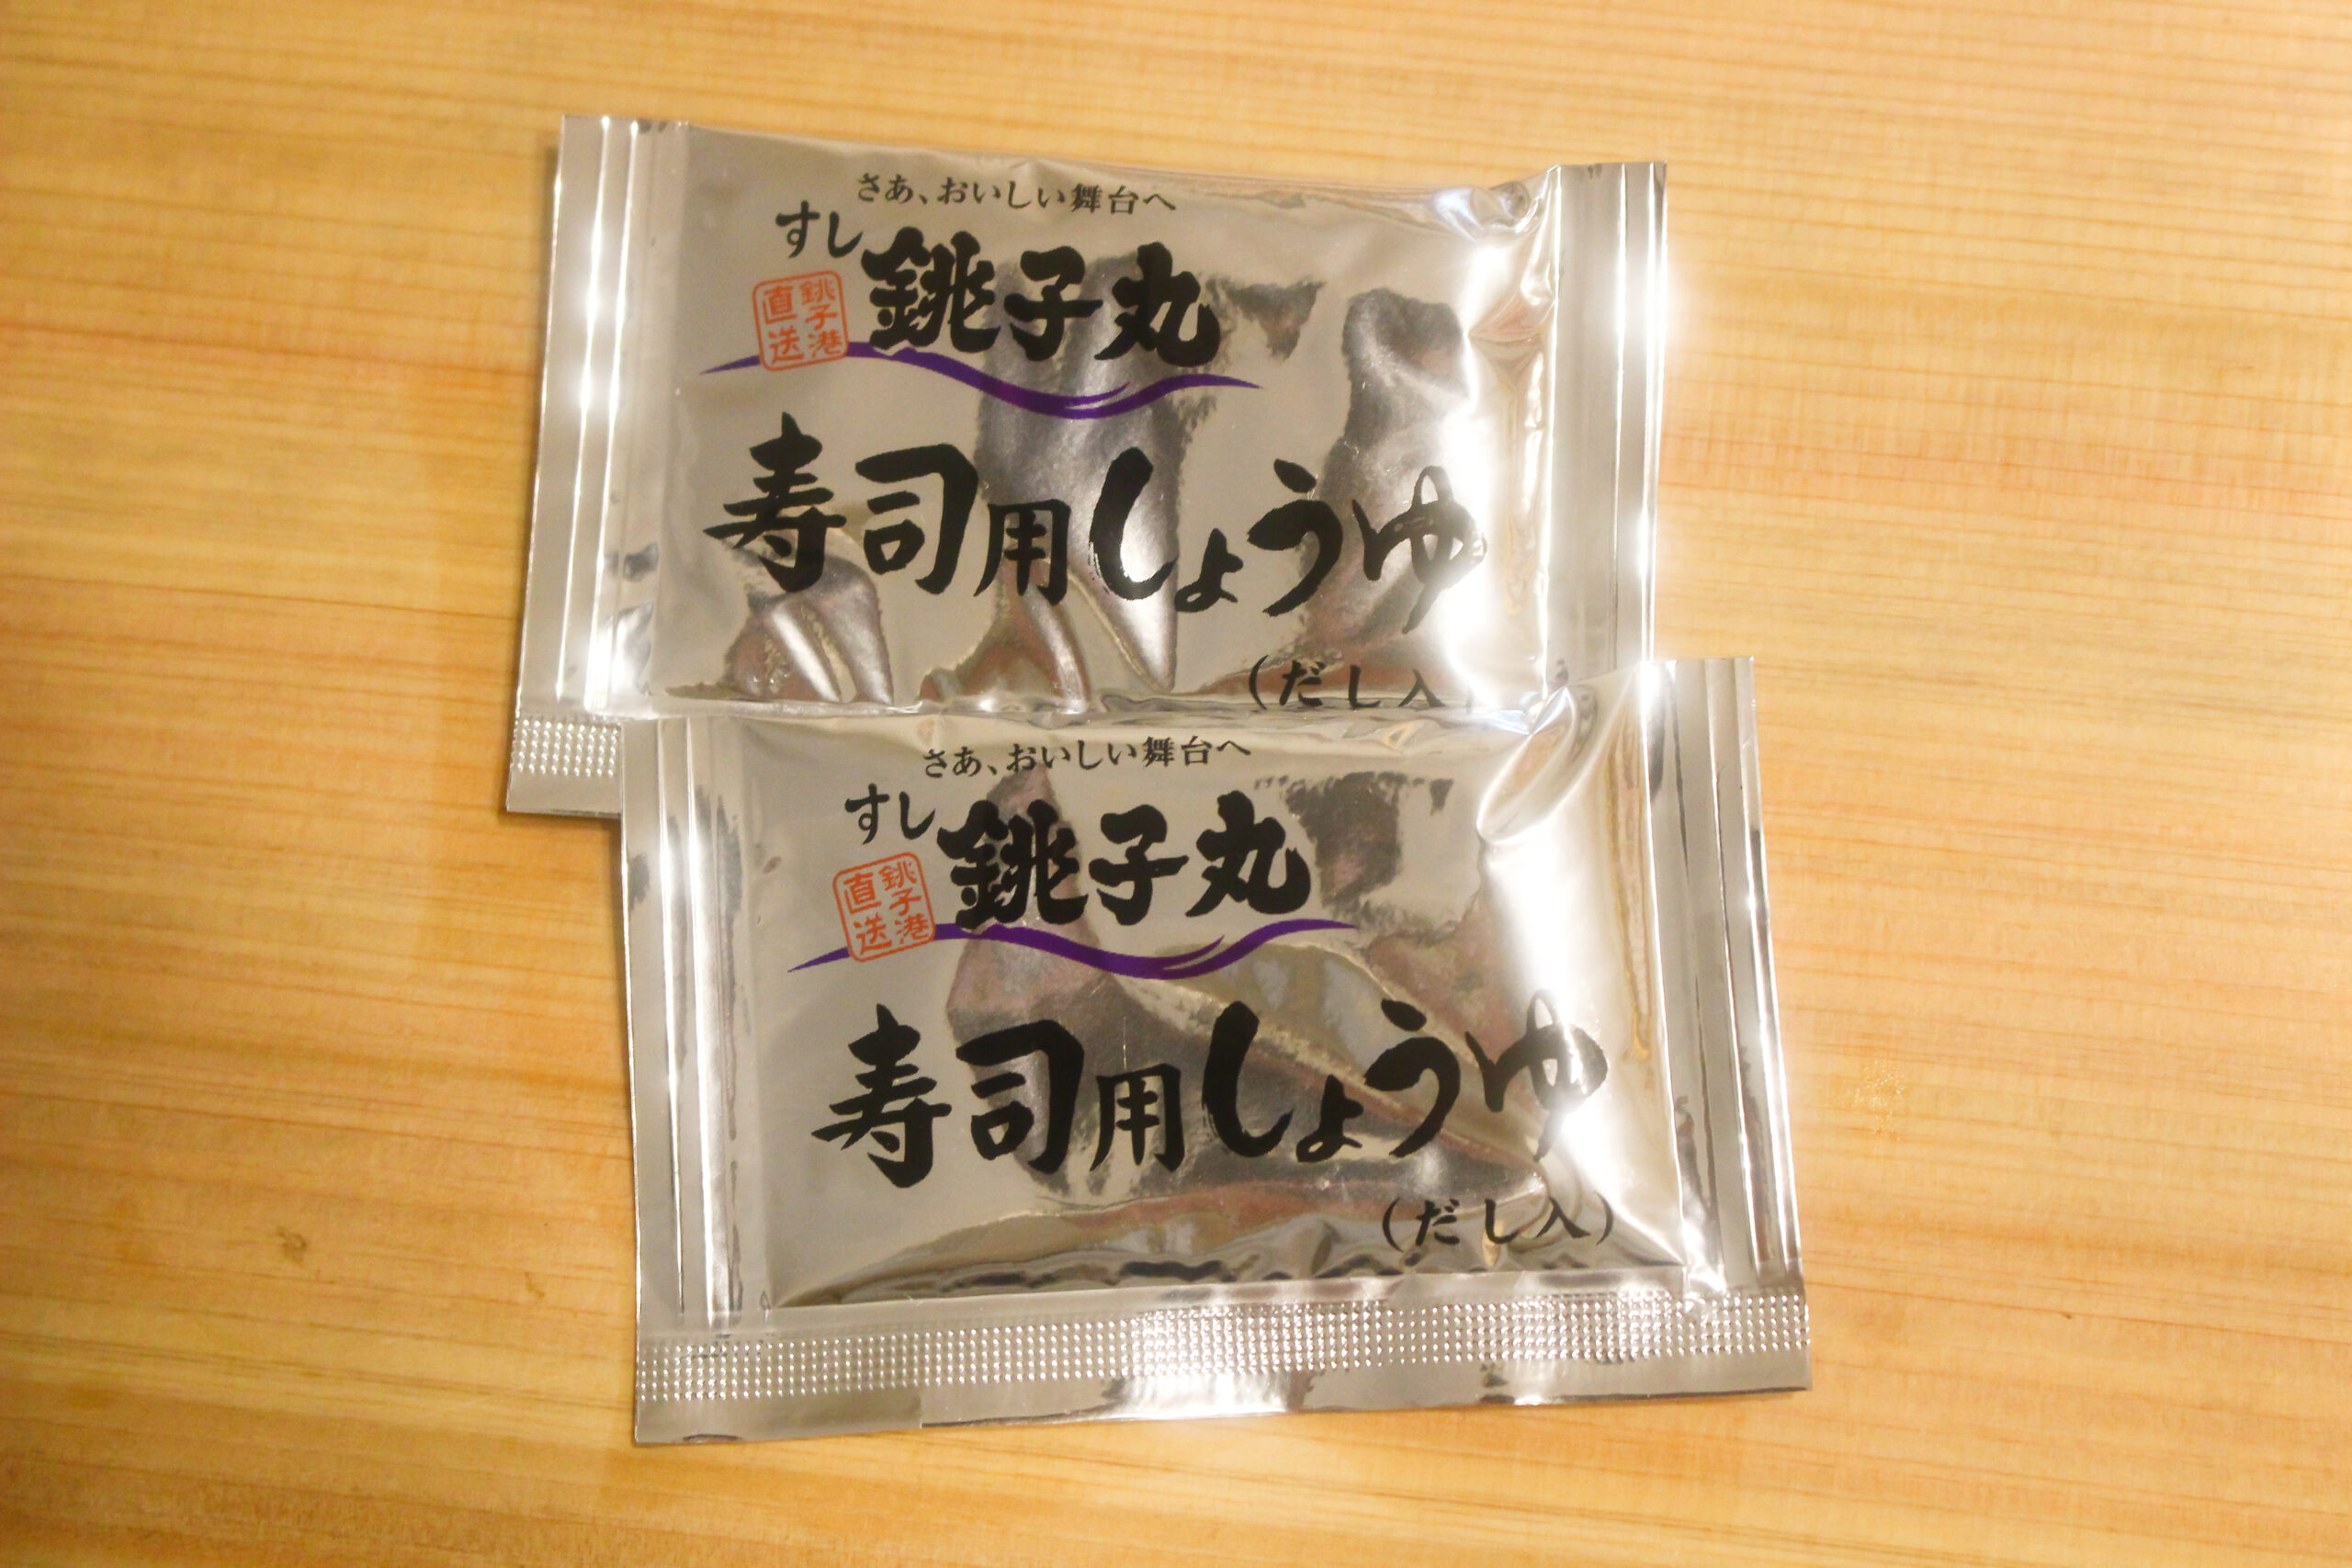 さあ、おいしい舞台へ
すし銚子丸
銚子港
直送
寿司用しょうゆ
(だし入)
さあ、おいしい舞台へ
すし銚子丸
銚子港
直送
寿司用しょうゆ
(だし入)